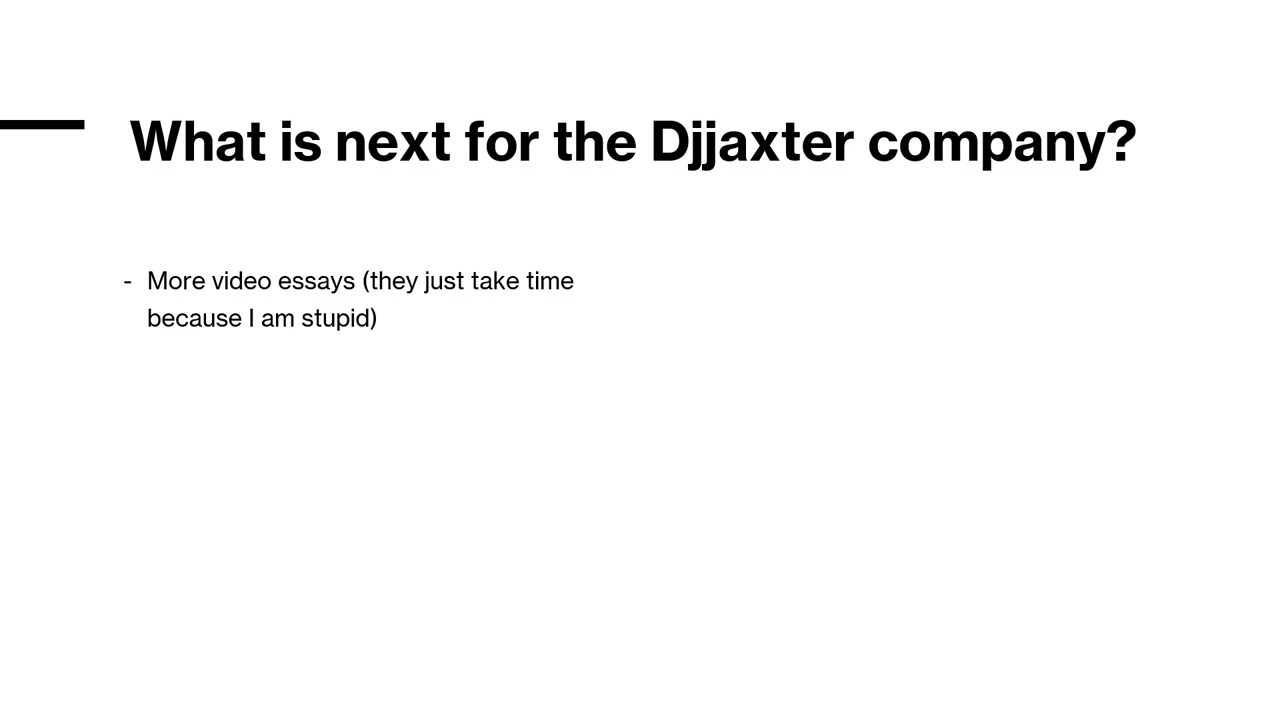 What is next for the Djjaxter company?
- More video essays (they just take time
because I am stupid)